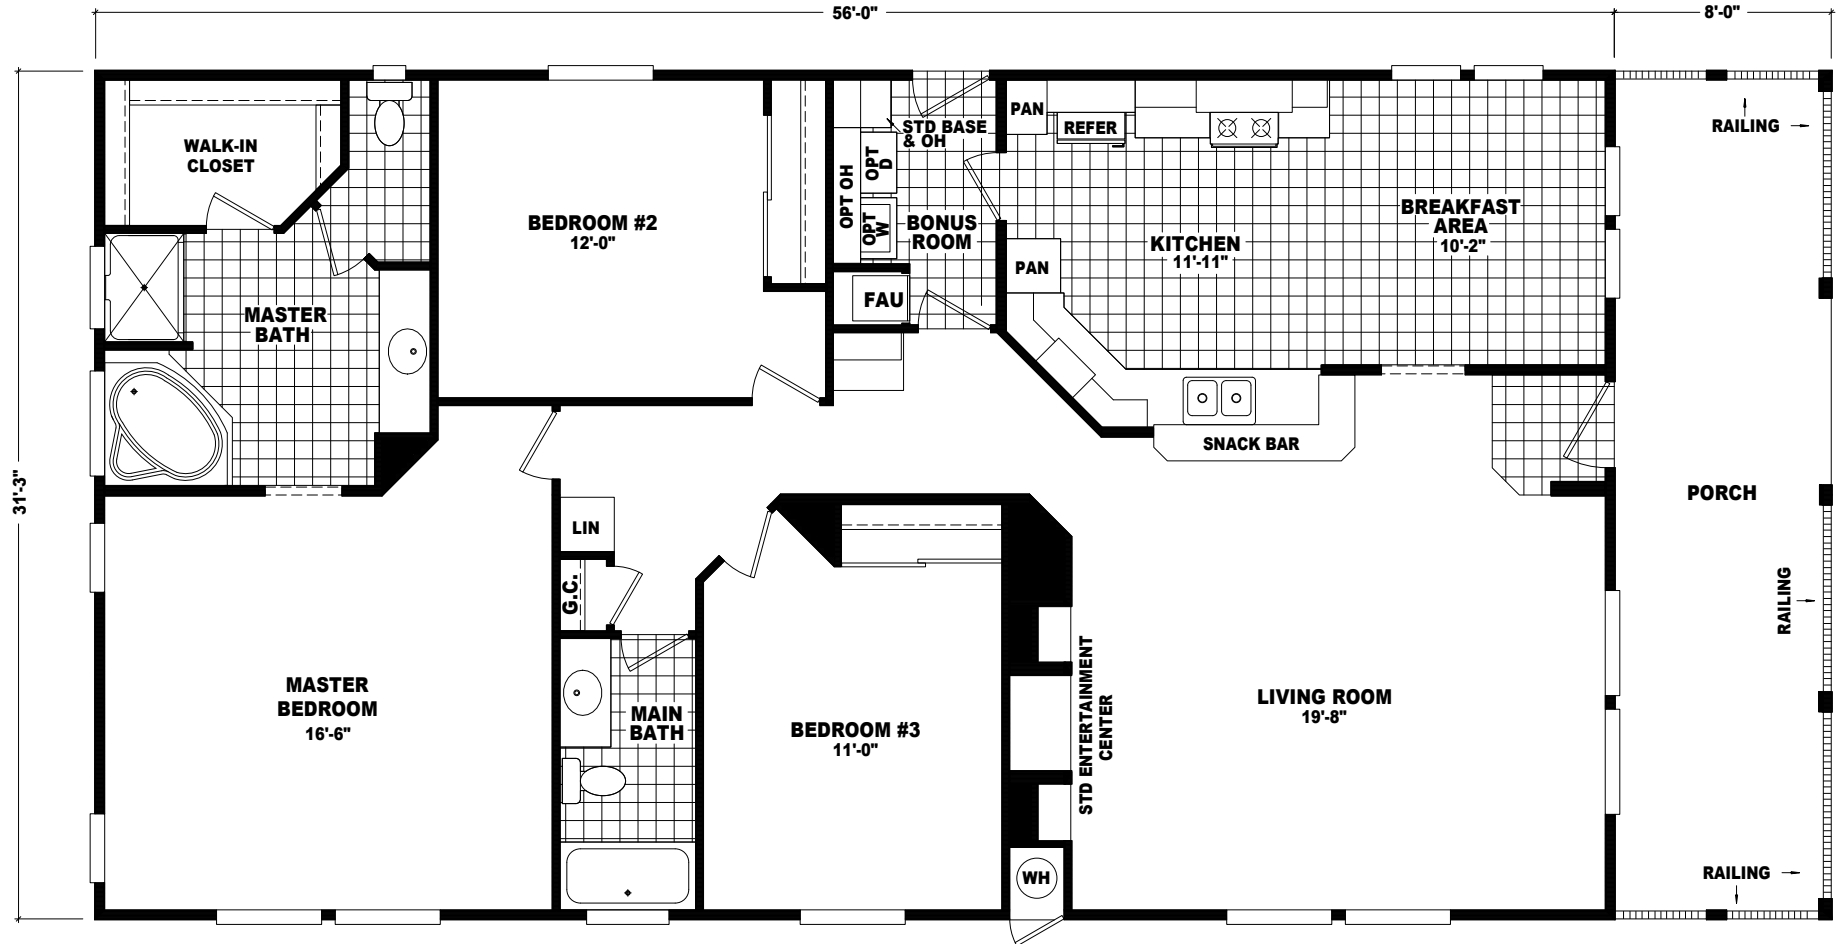 56'-0"
8'-0"
31'-3"
WALK-IN
CLOSET
BEDROOM #2
12'-0"
OPT OH
OPT
D
OPT
W
STD BASE
& OH
BONUS
ROOM
FAU
PAN
REFER
PAN
KITCHEN
11'-11"
BREAKFAST
AREA
10'-2"
RAILING
MASTER
BATH
SNACK BAR
PORCH
LIN
G.C.
RAILING
MASTER
BEDROOM
16'-6"
MAIN
BATH
BEDROOM #3
11'-0"
STD ENTERTAINMENT
CENTER
LIVING ROOM
19'-8"
WH
RAILING